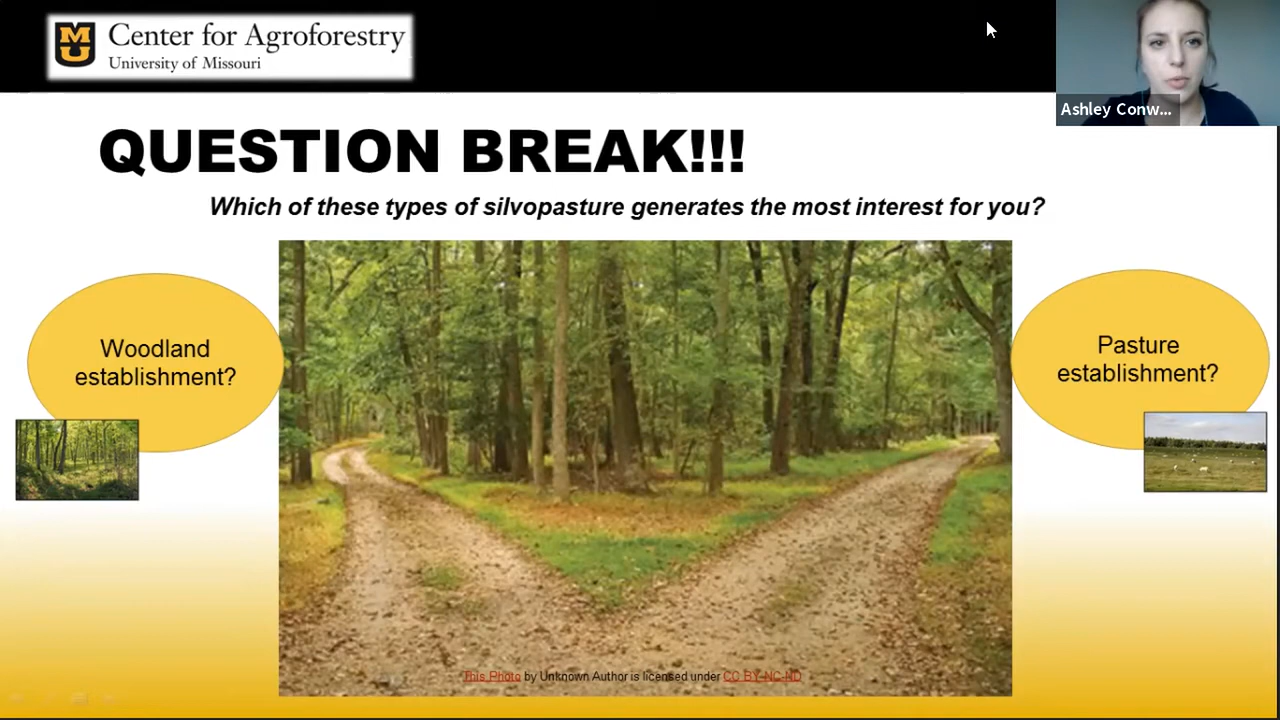 MU
Center for Agroforestry
University of Missouri
Ashley Conw...
QUESTION BREAK!!!
Which of these types of silvopasture generates the most interest for you?
Woodland
establishment?
Pasture
establishment?
This Photo by Unknown Author is licensed under CC BY-NC-ND